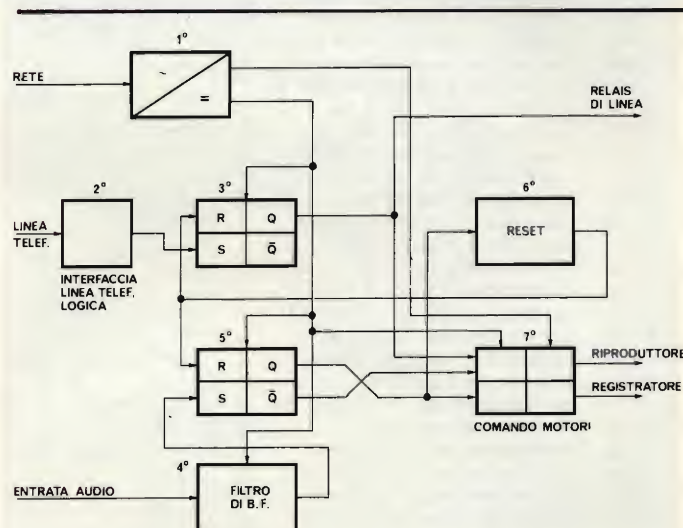 1°
RETE
~
=
RELAIS
DI LINEA
2°
3°
6°
LINEA
TELEF.
R
Q
S
Q̄
RESET
INTERFACCIA
LINEA TELEF.
LOGICA
5°
7°
R
Q
S
Q̄
RIPRODUTTORE
REGISTRATORE
COMANDO MOTORI
4°
ENTRATA AUDIO
FILTRO
DI B.F.